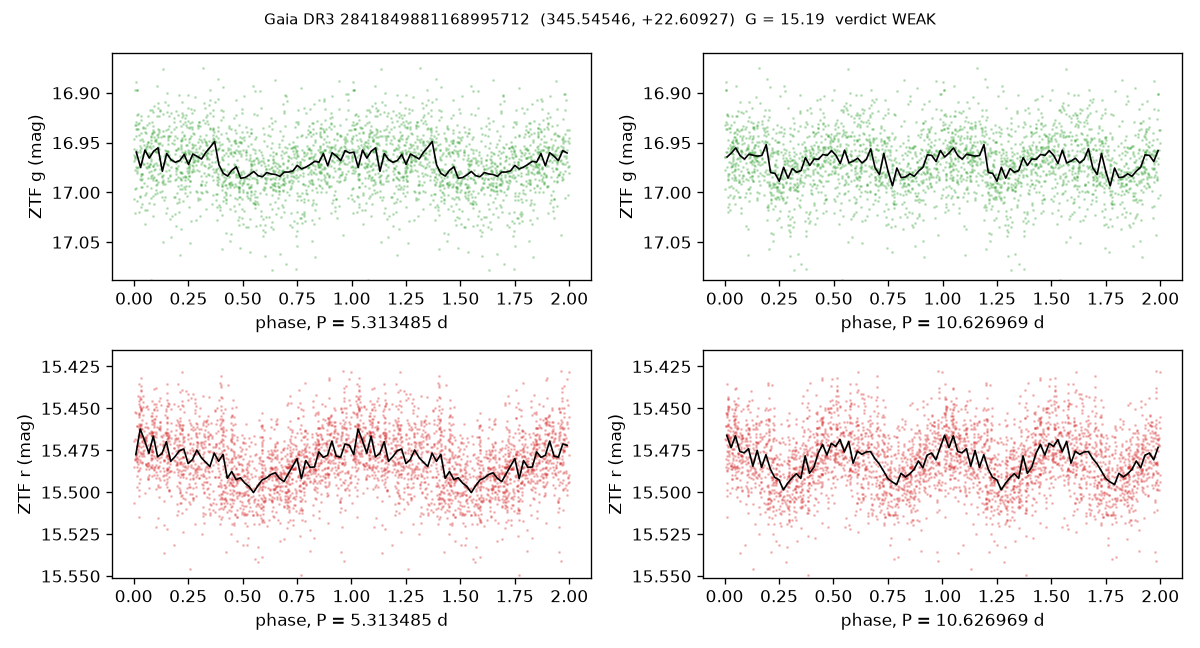 Gaia DR3 2841849881168995712 (345.54546, +22.60927) G = 15.19 verdict WEAK
ZTF g (mag)
16.90
16.95
17.00
17.05
0.00 0.25 0.50 0.75 1.00 1.25 1.50 1.75 2.00
phase, P = 5.313485 d
ZTF g (mag)
16.90
16.95
17.00
17.05
0.00 0.25 0.50 0.75 1.00 1.25 1.50 1.75 2.00
phase, P = 10.626969 d
ZTF r (mag)
15.425
15.450
15.475
15.500
15.525
15.550
0.00 0.25 0.50 0.75 1.00 1.25 1.50 1.75 2.00
phase, P = 5.313485 d
ZTF r (mag)
15.425
15.450
15.475
15.500
15.525
15.550
0.00 0.25 0.50 0.75 1.00 1.25 1.50 1.75 2.00
phase, P = 10.626969 d